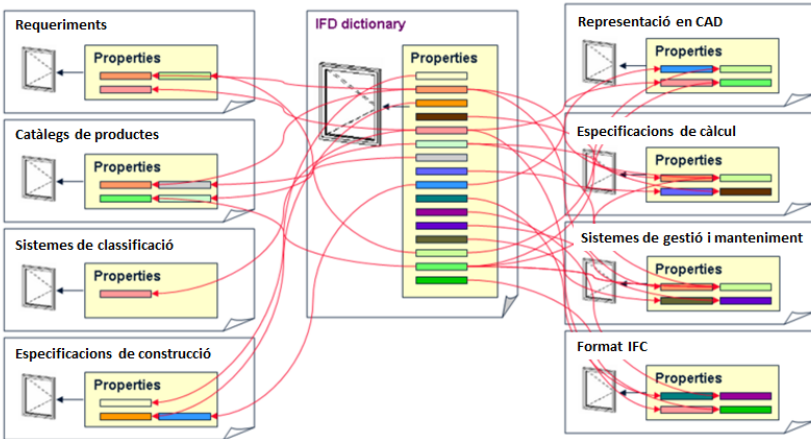 Requeriments
Properties
Catàlegs de productes
Properties
Sistemes de classificació
Properties
Especificacions de construcció
Properties
IFD dictionary
Properties
Representació en CAD
Properties
Especificacions de càlcul
Properties
Sistemes de gestió i manteniment
Properties
Format IFC
Properties